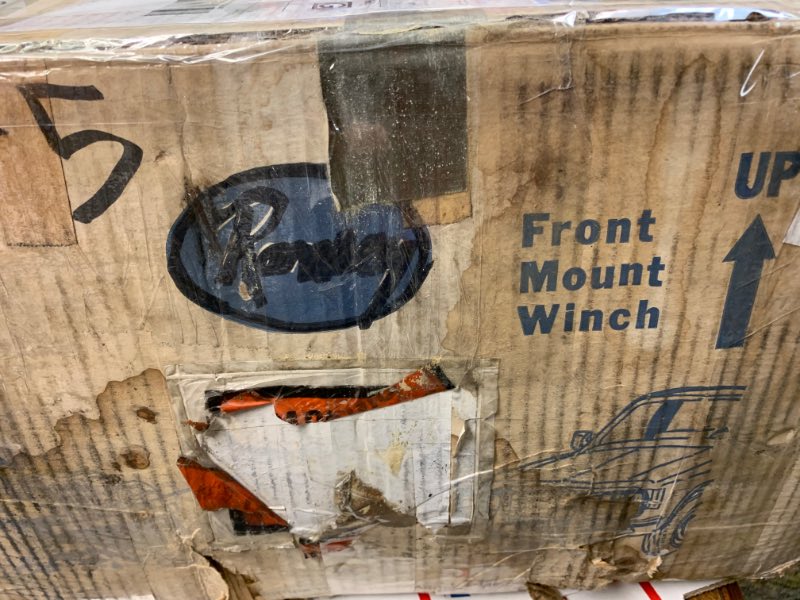 5
UP
Ramsey
Front
Mount
Winch